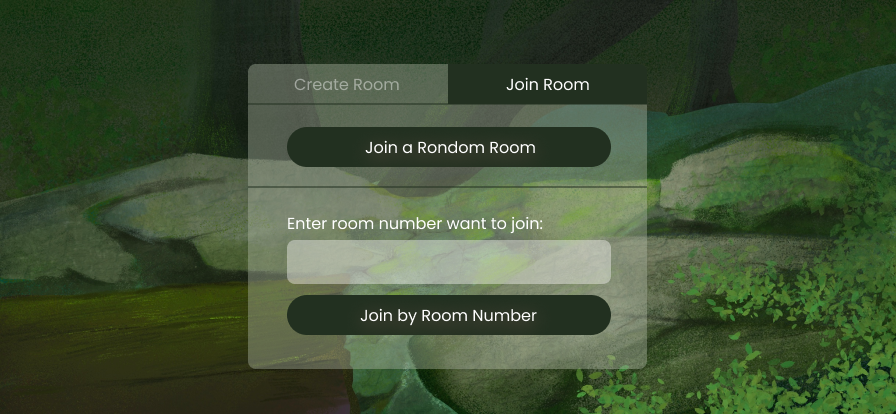 Create Room
Join Room
Join a Rondom Room
Enter room number want to join:
Join by Room Number